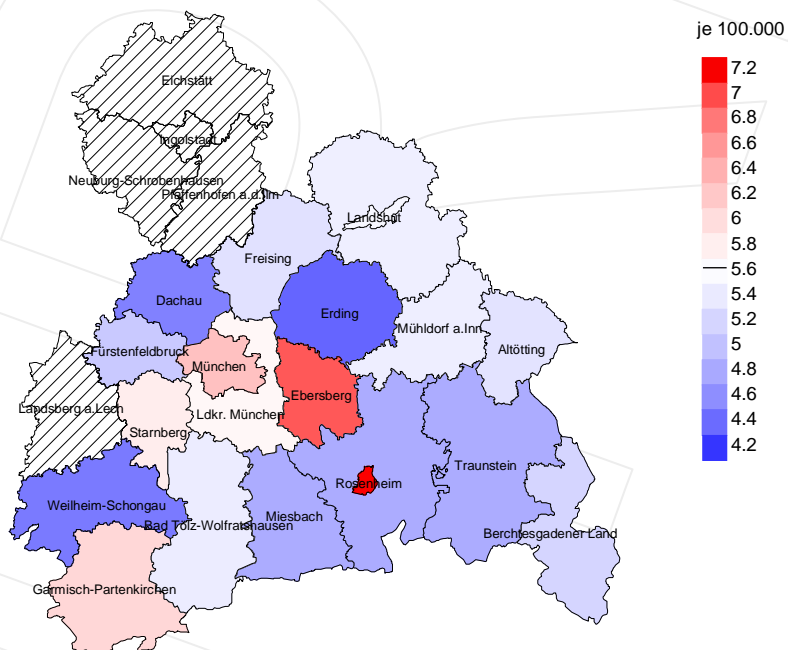 je 100.000
7.2
7
6.8
6.6
6.4
6.2
6
5.8
5.6
5.4
5.2
5
4.8
4.6
4.4
4.2
Eichstätt
Ingolstadt
Neuburg-Schrobenhausen
Pfaffenhofen a.d.Ilm
Landshut
Freising
Dachau
Erding
Mühldorf a.Inn
Altötting
Fürstenfeldbruck
München
Ebersberg
Landsberg a.Lech
Ldkr. München
Starnberg
Traunstein
Rosenheim
Weilheim-Schongau
Miesbach
Bad Tölz-Wolfratshausen
Berchtesgadener Land
Garmisch-Partenkirchen